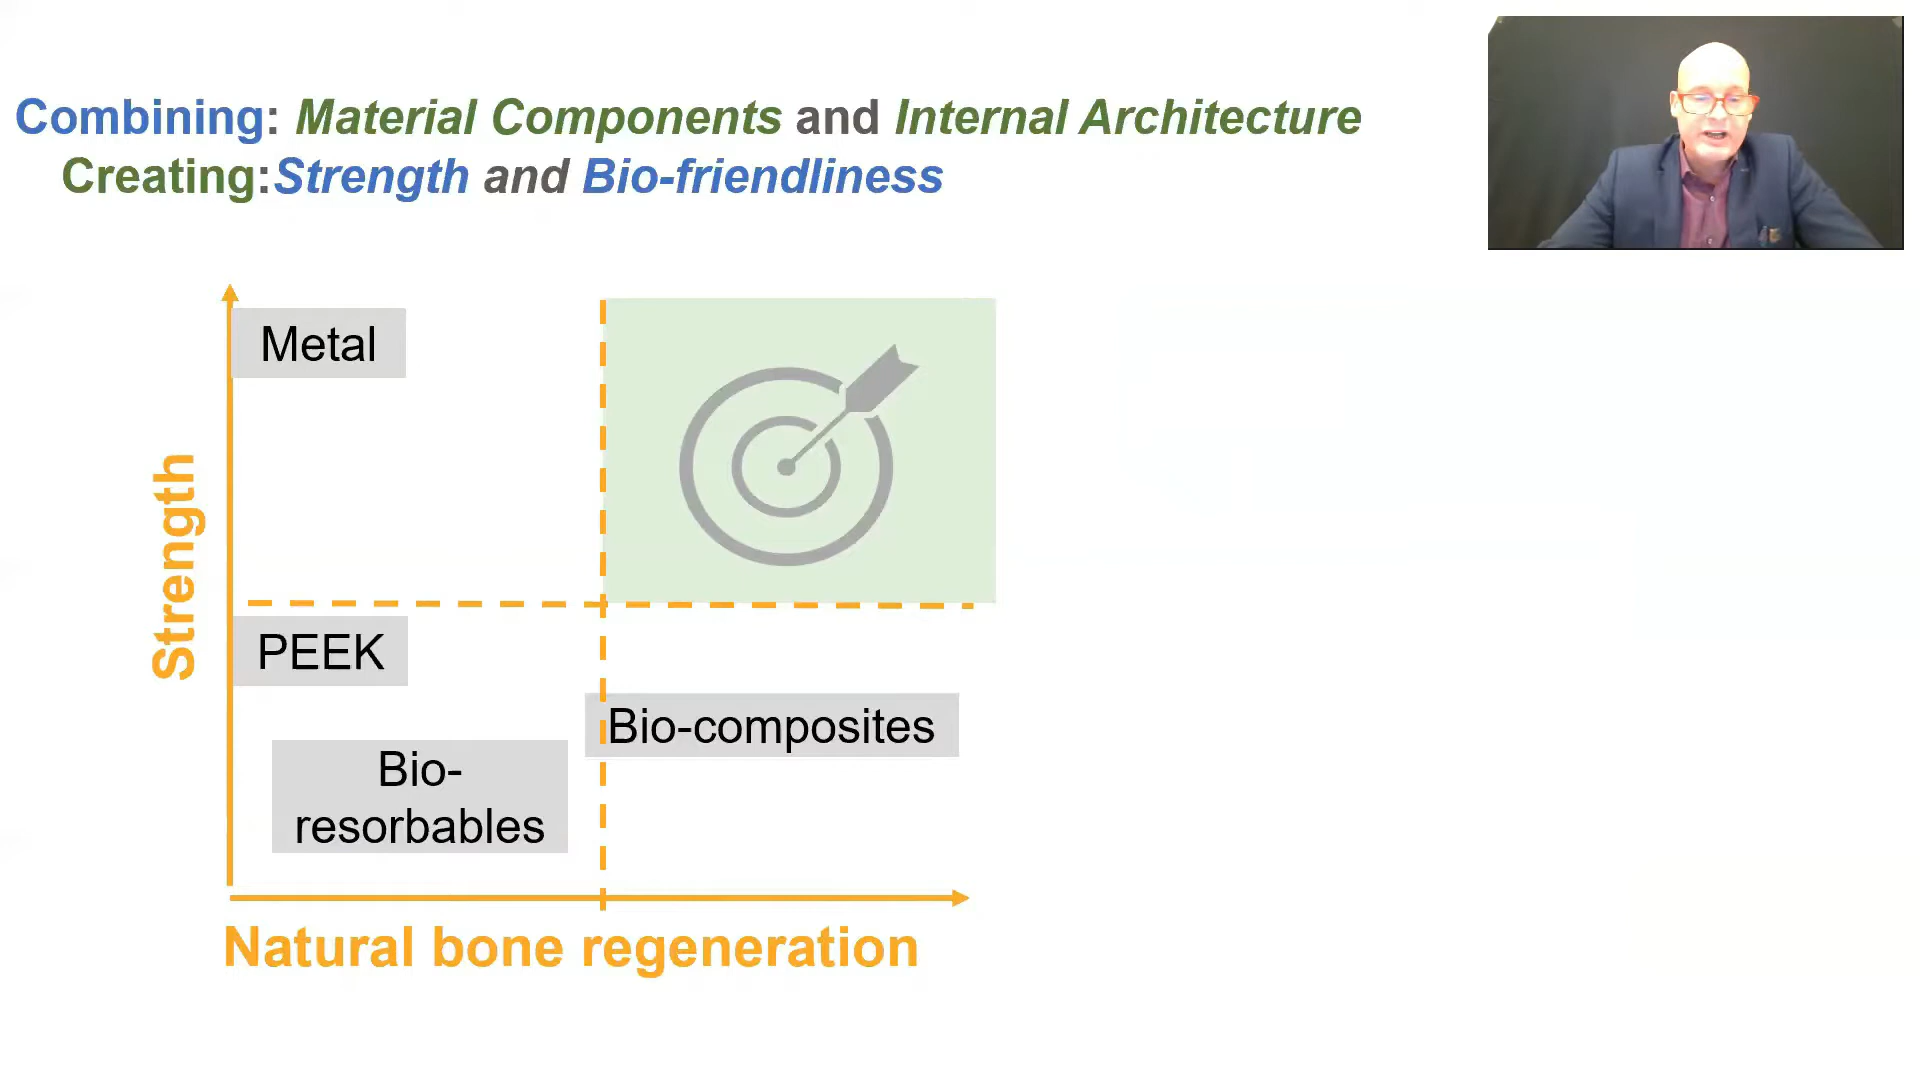 Combining: Material Components and Internal Architecture
Creating:Strength and Bio-friendliness
Metal
Strength
PEEK
Bio-composites
Bio-
resorbables
Natural bone regeneration